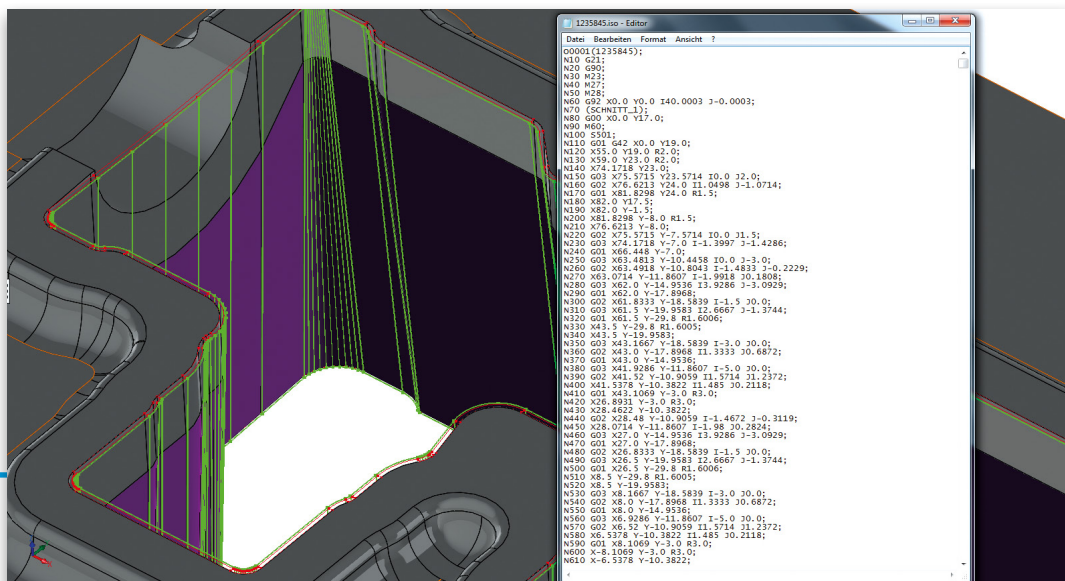 1235845.iso - Editor
Datei Bearbeiten Format Ansicht ?
O0001(1235845);
N10 G21;
N20 G90;
N30 M23;
N40 M27;
N50 M28;
N60 G92 X0.0 Y0.0 I40.0003 J-0.0003;
N70 (SCHNITT_1);
N80 G00 X0.0 Y17.0;
N90 M60;
N100 S501;
N110 G01 G42 X0.0 Y19.0;
N120 X55.0 Y19.0 R2.0;
N130 X59.0 Y23.0 R2.0;
N140 X74.1718 Y23.0;
N150 G03 X75.5715 Y23.5714 I0.0 J2.0;
N160 G02 X76.6213 Y24.0 I1.0498 J-1.0714;
N170 G01 X81.8298 Y24.0 R1.5;
N180 X82.0 Y17.5;
N190 X82.0 Y-1.5;
N200 X81.8298 Y-8.0 R1.5;
N210 X76.6213 Y-8.0;
N220 G02 X75.5715 Y-7.5714 I0.0 J1.5;
N230 G03 X74.1718 Y-7.0 I-1.3997 J-1.4286;
N240 G01 X66.448 Y-7.0;
N250 G03 X63.4813 Y-10.4458 I0.0 J-3.0;
N260 G02 X63.4918 Y-10.8043 I-1.4833 J-0.2229;
N270 X63.0714 Y-11.8607 I-1.9918 J0.1808;
N280 G03 X62.0 Y-14.9536 I3.9286 J-3.0929;
N290 G01 X62.0 Y-17.8968;
N300 G02 X61.8333 Y-18.5839 I-1.5 J0.0;
N310 G03 X61.5 Y-19.9583 I2.6667 J-1.3744;
N320 G01 X61.5 Y-29.8 R1.6006;
N330 X43.5 Y-29.8 R1.6005;
N340 X43.5 Y-19.9583;
N350 G03 X43.1667 Y-18.5839 I-3.0 J0.0;
N360 G02 X43.0 Y-17.8968 I1.3333 J0.6872;
N370 G01 X43.0 Y-14.9536;
N380 G03 X41.9286 Y-11.8607 I-5.0 J0.0;
N390 G02 X41.52 Y-10.9059 I1.5714 J1.2372;
N400 X41.5378 Y-10.3822 I1.485 J0.2118;
N410 G01 X43.1069 Y-3.0 R3.0;
N420 X26.8931 Y-3.0 R3.0;
N430 X28.4622 Y-10.3822;
N440 G02 X28.48 Y-10.9059 I-1.4672 J-0.3119;
N450 X28.0714 Y-11.8607 I-1.98 J0.2824;
N460 G03 X27.0 Y-14.9536 I3.9286 J-3.0929;
N470 G01 X27.0 Y-17.8968;
N480 G02 X26.8333 Y-18.5839 I-1.5 J0.0;
N490 G03 X26.5 Y-19.9583 I2.6667 J-1.3744;
N500 G01 X26.5 Y-29.8 R1.6006;
N510 X8.5 Y-29.8 R1.6005;
N520 X8.5 Y-19.9583;
N530 G03 X8.1667 Y-18.5839 I-3.0 J0.0;
N540 G02 X8.0 Y-17.8968 I1.3333 J0.6872;
N550 G01 X8.0 Y-14.9536;
N560 G03 X6.9286 Y-11.8607 I-5.0 J0.0;
N570 G02 X6.52 Y-10.9059 I1.5714 J1.2372;
N580 X6.5378 Y-10.3822 I1.485 J0.2118;
N590 G01 X8.1069 Y-3.0 R3.0;
N600 X-8.1069 Y-3.0 R3.0;
N610 X-6.5378 Y-10.3822;